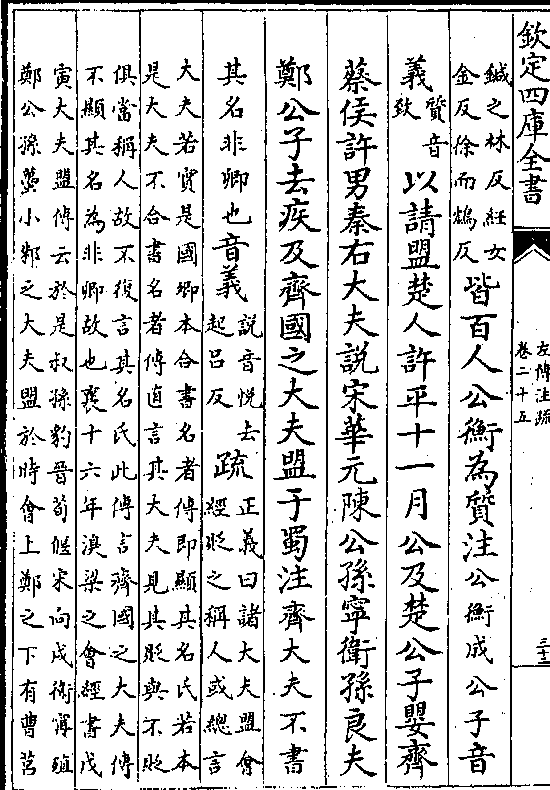 欽定四庫全書
左傳注疏
卷二十五
鍼之林反紝女
金反徐而鴆反
皆百人公衡為質注公衡成公子音
義質音
致
以請盟楚人許平十一月公及楚公子嬰齊
蔡侯許男秦右大夫說宋華元陳公孫寧衛孫良夫
鄭公子去疾及齊國之大夫盟于蜀注齊大夫不書
其名非卿也音義
說音悅去
起呂反
疏
正義曰諸大夫盟會
經貶之稱人或總言
大夫若實是國卿本合書名者傳即顯其名氏若本
是大夫不合書名者傳直言其大夫見其貶與不貶
俱當稱人故不復言其名氏此傳言齊國之大夫傳
不顯其名為非卿故也襄十六年溴梁之會經書戊
寅大夫盟傳云於是叔孫豹晉荀偃宋向戌衛甯殖
鄭公孫蠆小邾之大夫盟於時會上鄭之下有曹莒